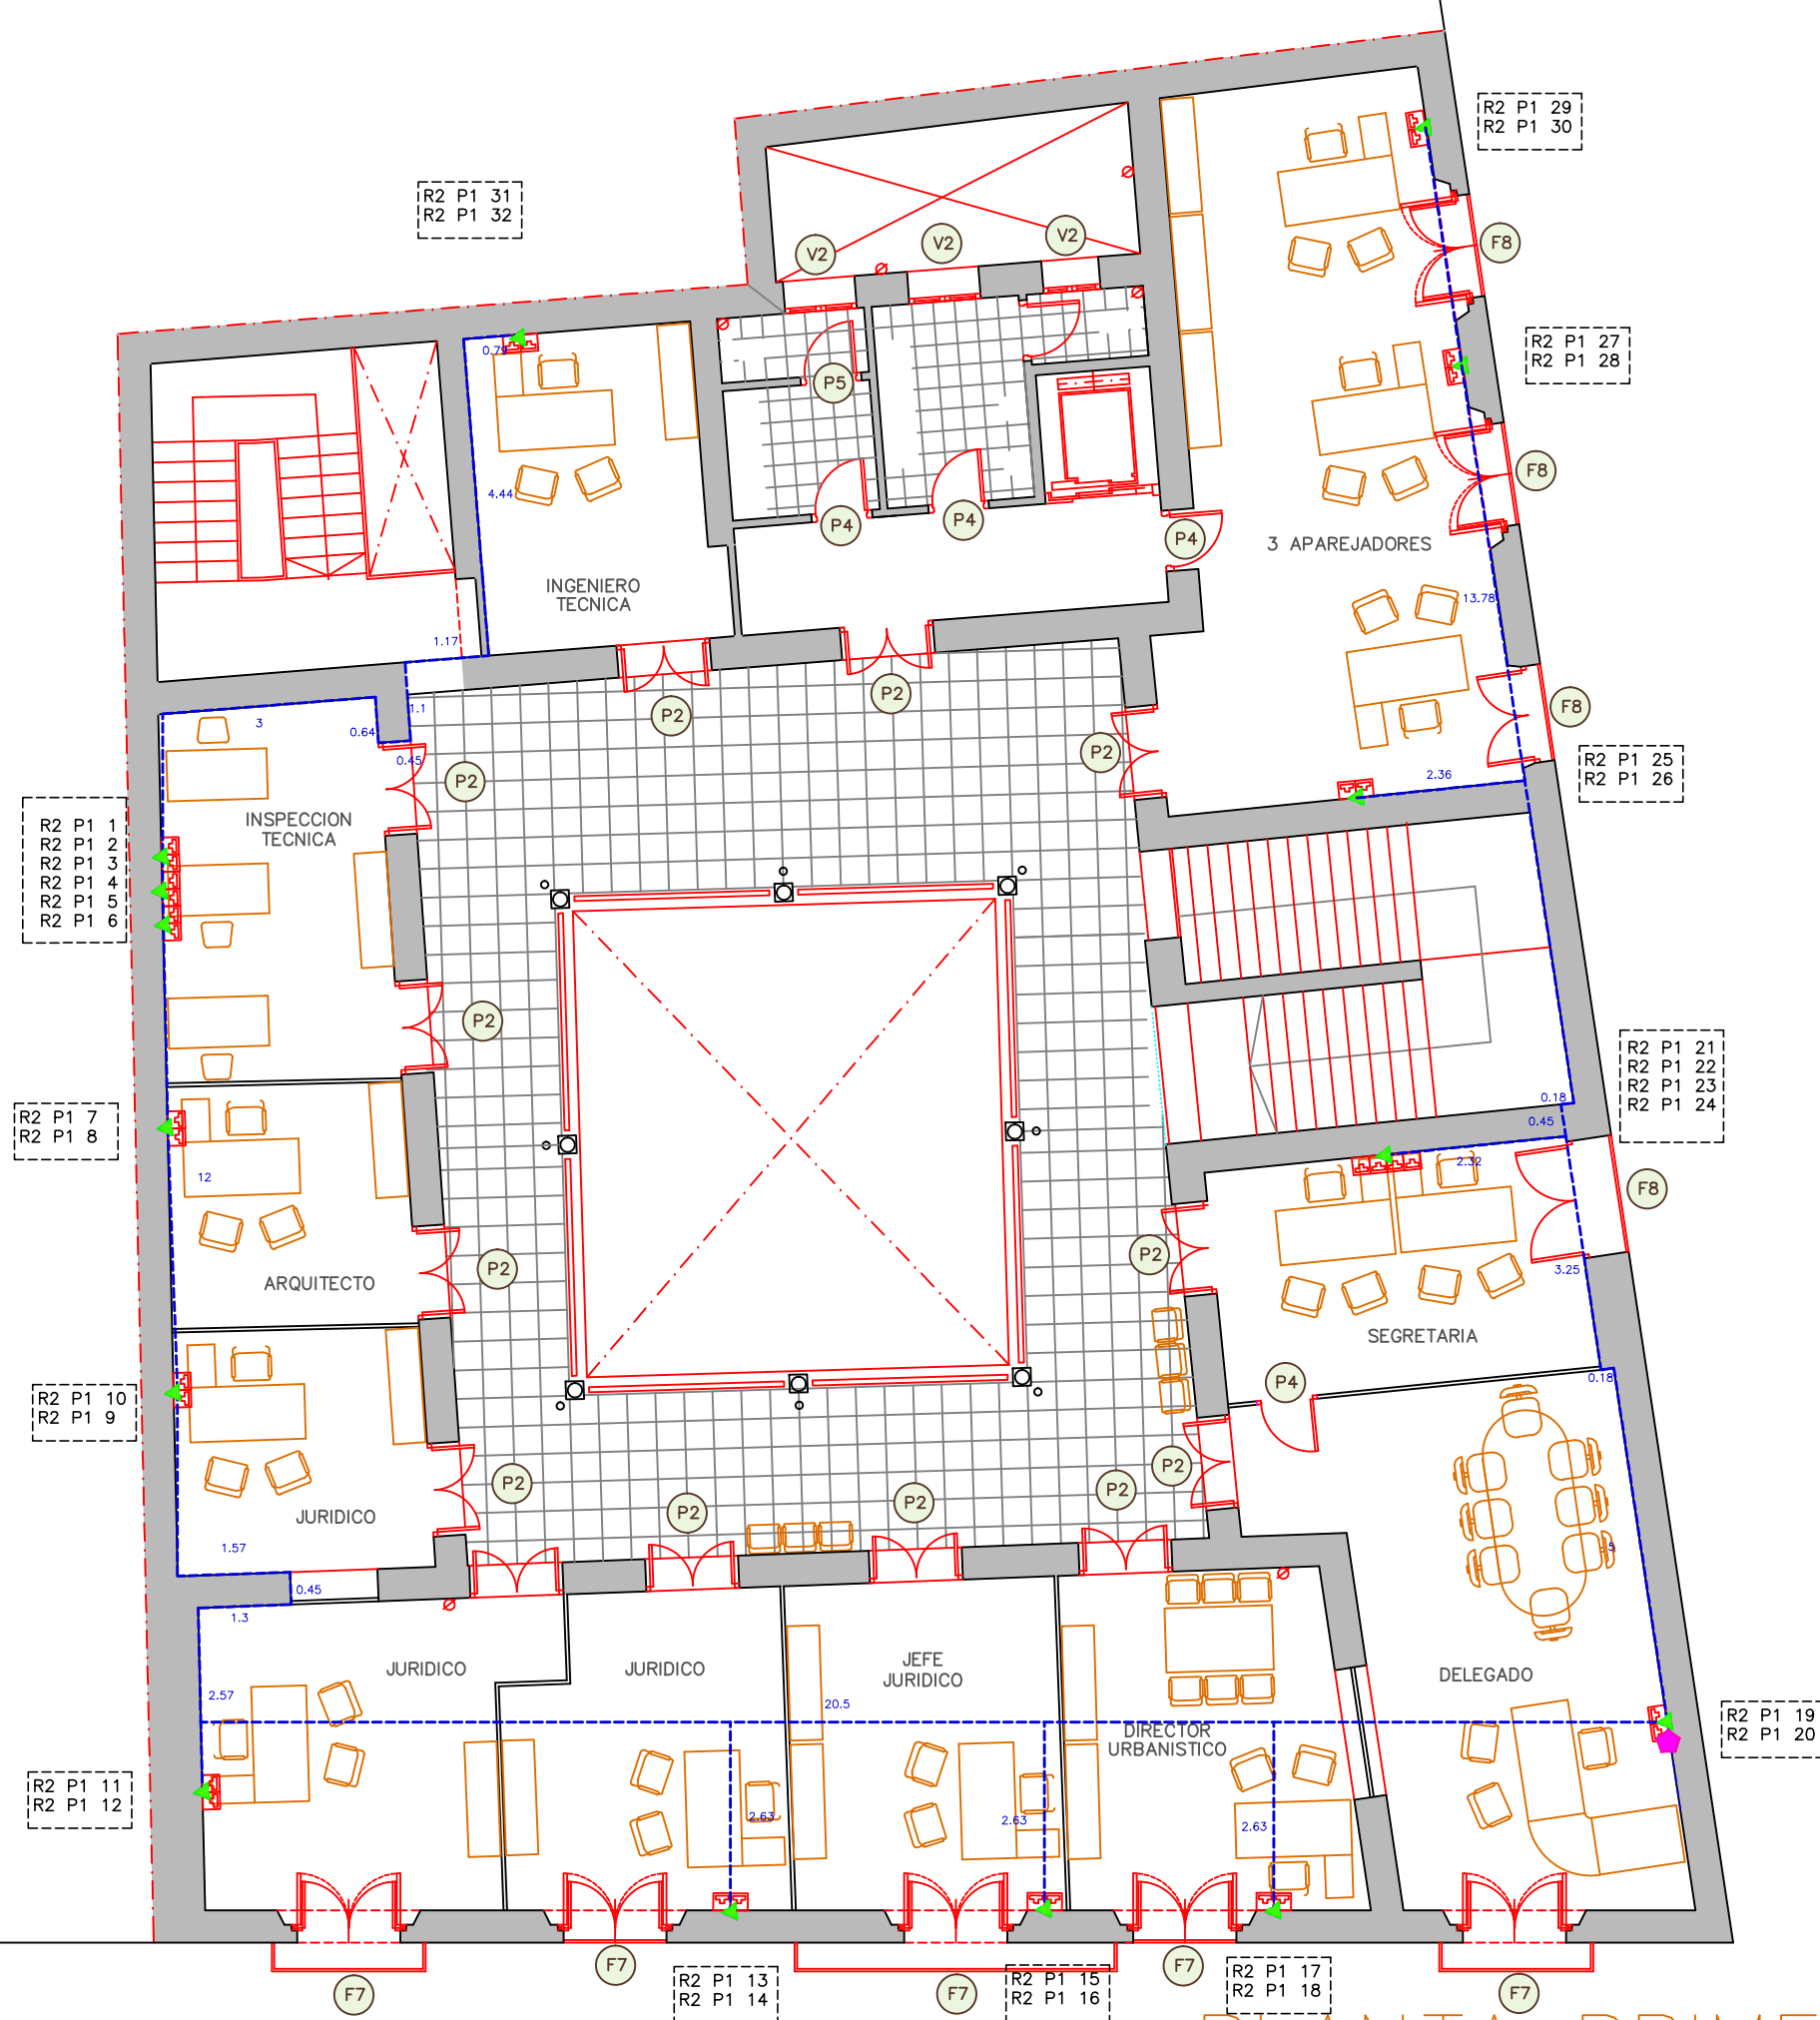 R2 P1 29
R2 P1 30
R2 P1 31
R2 P1 32
V2
V2
V2
F8
0.79
R2 P1 27
R2 P1 28
P5
F8
4.44
P4
P4
P4
3 APAREJADORES
INGENIERO
TECNICA
13.78
1.17
P2
P2
F8
1.1
3
0.64
0.45
P2
P2
R2 P1 25
R2 P1 26
2.36
INSPECCION
TECNICA
R2 P1 1
R2 P1 2
R2 P1 3
R2 P1 4
R2 P1 5
R2 P1 6
P2
R2 P1 21
R2 P1 22
R2 P1 23
R2 P1 24
0.18
0.45
R2 P1 7
R2 P1 8
2.32
12
F8
P2
P2
3.25
ARQUITECTO
SEGRETARIA
0.18
P4
R2 P1 10
R2 P1 9
P2
P2
P2
P2
P2
JURIDICO
1.57
5
0.45
1.3
JURIDICO
JURIDICO
JEFE
JURIDICO
DELEGADO
2.57
20.5
R2 P1 19
R2 P1 20
DIRECTOR
URBANISTICO
R2 P1 11
R2 P1 12
2.63
2.63
2.63
F7
F7
F7
F7
F7
R2 P1 13
R2 P1 14
R2 P1 15
R2 P1 16
R2 P1 17
R2 P1 18